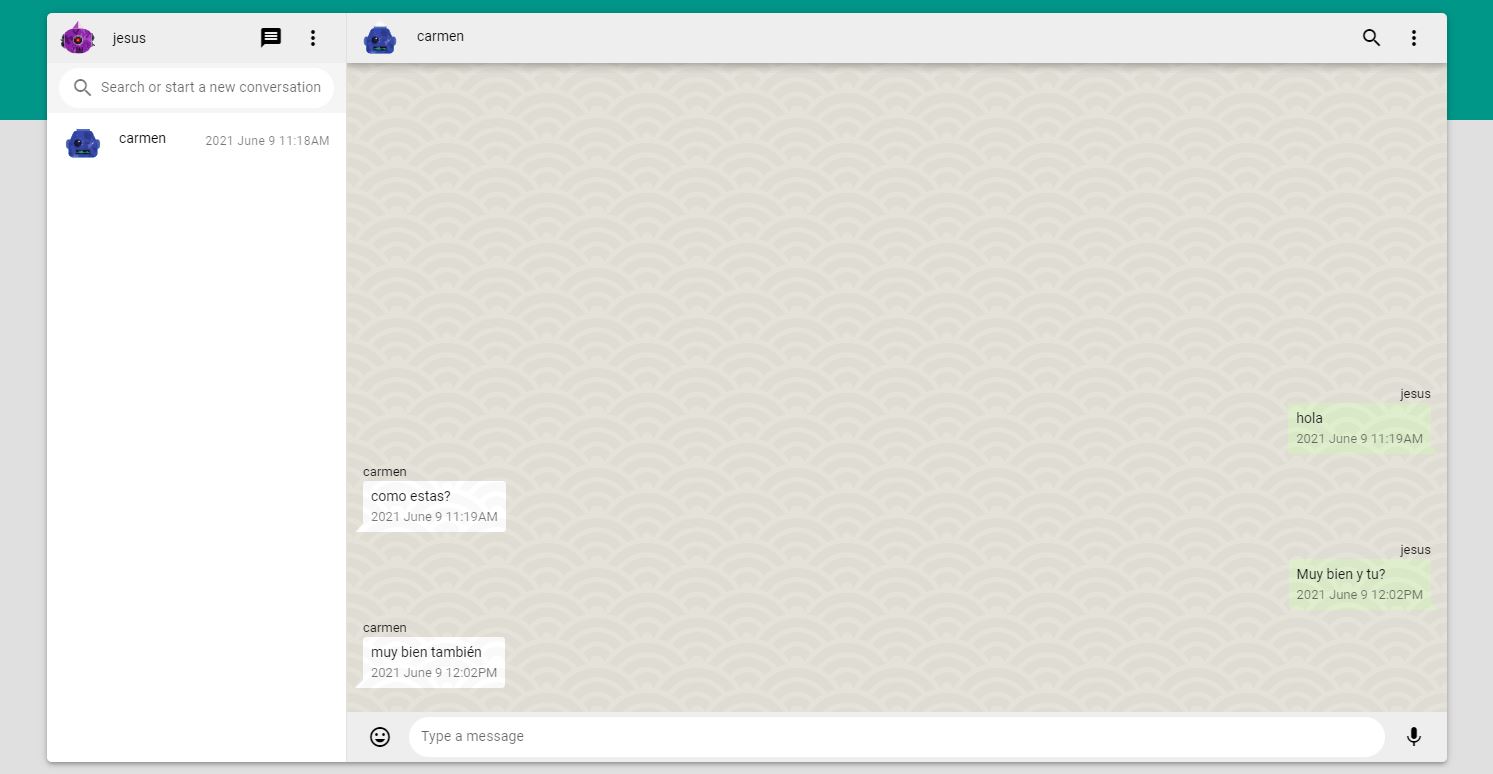 jesus
Search or start a new conversation
carmen
2021 June 9 11:18AM
carmen
jesus
hola
2021 June 9 11:19AM
carmen
como estas?
2021 June 9 11:19AM
jesus
Muy bien y tu?
2021 June 9 12:02PM
carmen
muy bien también
2021 June 9 12:02PM
Type a message